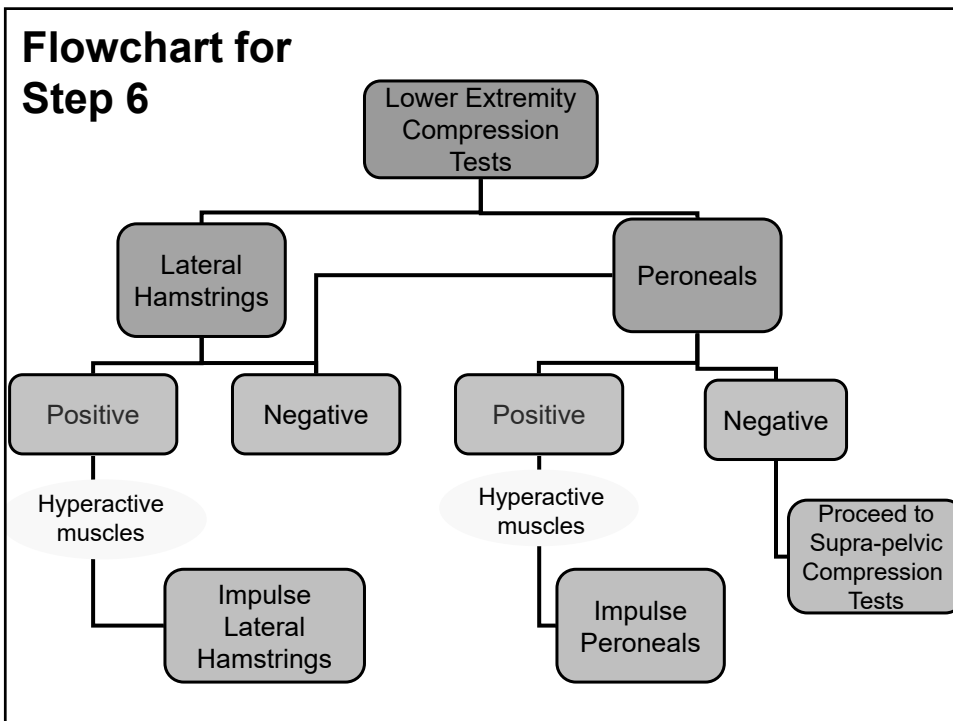 Flowchart for
Step 6
Lower Extremity
Compression
Tests
Lateral
Hamstrings
Peroneals
Positive
Negative
Positive
Negative
Hyperactive
muscles
Hyperactive
muscles
Proceed to
Supra-pelvic
Compression
Tests
Impulse
Lateral
Hamstrings
Impulse
Peroneals